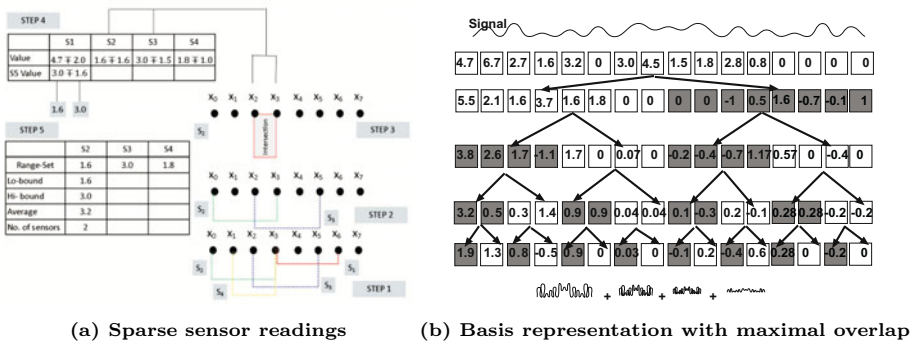 STEP 4
S1 S2 S3 S4
Value 4.7 ∓ 2.0 1.6 ∓ 1.6 3.0 ∓ 1.5 1.8 ∓ 1.0
SS Value 3.0 ∓ 1.6
1.6 3.0
STEP 5
S2 S3 S4
Range-Set 1.6 3.0 1.8
Lo-bound 1.6
Hi- bound 3.0
Average 3.2
No. of sensors 2
X0 X1 X2 X3 X4 X5 X6 X7
S2
Intersection
STEP 3
X0 X1 X2 X3 X4 X5 X6 X7
S2
S3
STEP 2
X0 X1 X2 X3 X4 X5 X6 X7
S2
S4
S3
S1
STEP 1
(a) Sparse sensor readings
Signal
4.7 6.7 2.7 1.6 3.2 0 3.0 4.5 1.5 1.8 2.8 0.8 0 0 0 0
5.5 2.1 1.6 3.7 1.6 1.8 0 0 0 0 -1 0.5 1.6 -0.7 -0.1 1
3.8 2.6 1.7 -1.1 1.7 0 0.07 0 -0.2 -0.4 -0.7 1.17 0.57 0 -0.4 0
3.2 0.5 0.3 1.4 0.9 0.9 0.04 0.04 0.1 -0.3 0.2 -0.1 0.28 0.28 -0.2 -0.2
1.9 1.3 0.8 -0.5 0.9 0 0.03 0 -0.1 0.2 -0.4 0.6 0.28 0 -0.2 0
+ + +
(b) Basis representation with maximal overlap